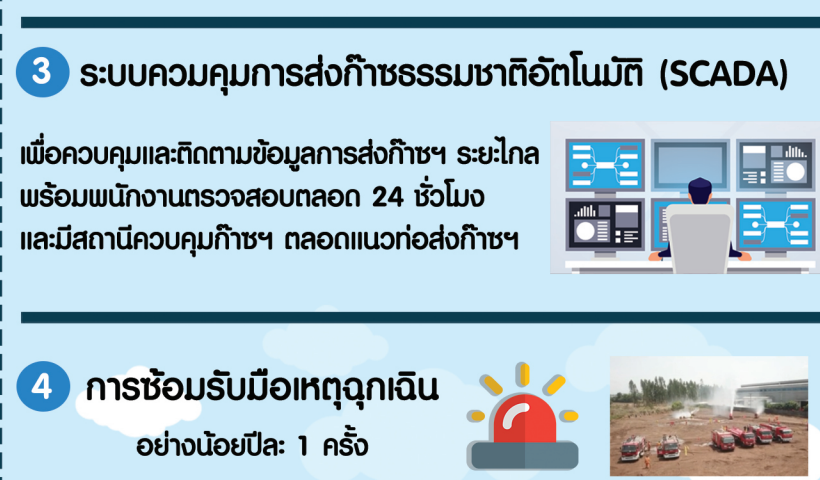 3 ระบบควมคุมการส่งก๊าซธรรมชาติอัตโนมัติ (SCADA)
เพื่อควบคุมและติดตามข้อมูลการส่งก๊าซฯ ระยะไกล
พร้อมพนักงานตรวจสอบตลอด 24 ชั่วโมง
และมีสถานีควบคุมก๊าซฯ ตลอดแนวท่อส่งก๊าซฯ
4 การซ้อมรับมือเหตุฉุกเฉิน
อย่างน้อยปีละ 1 ครั้ง